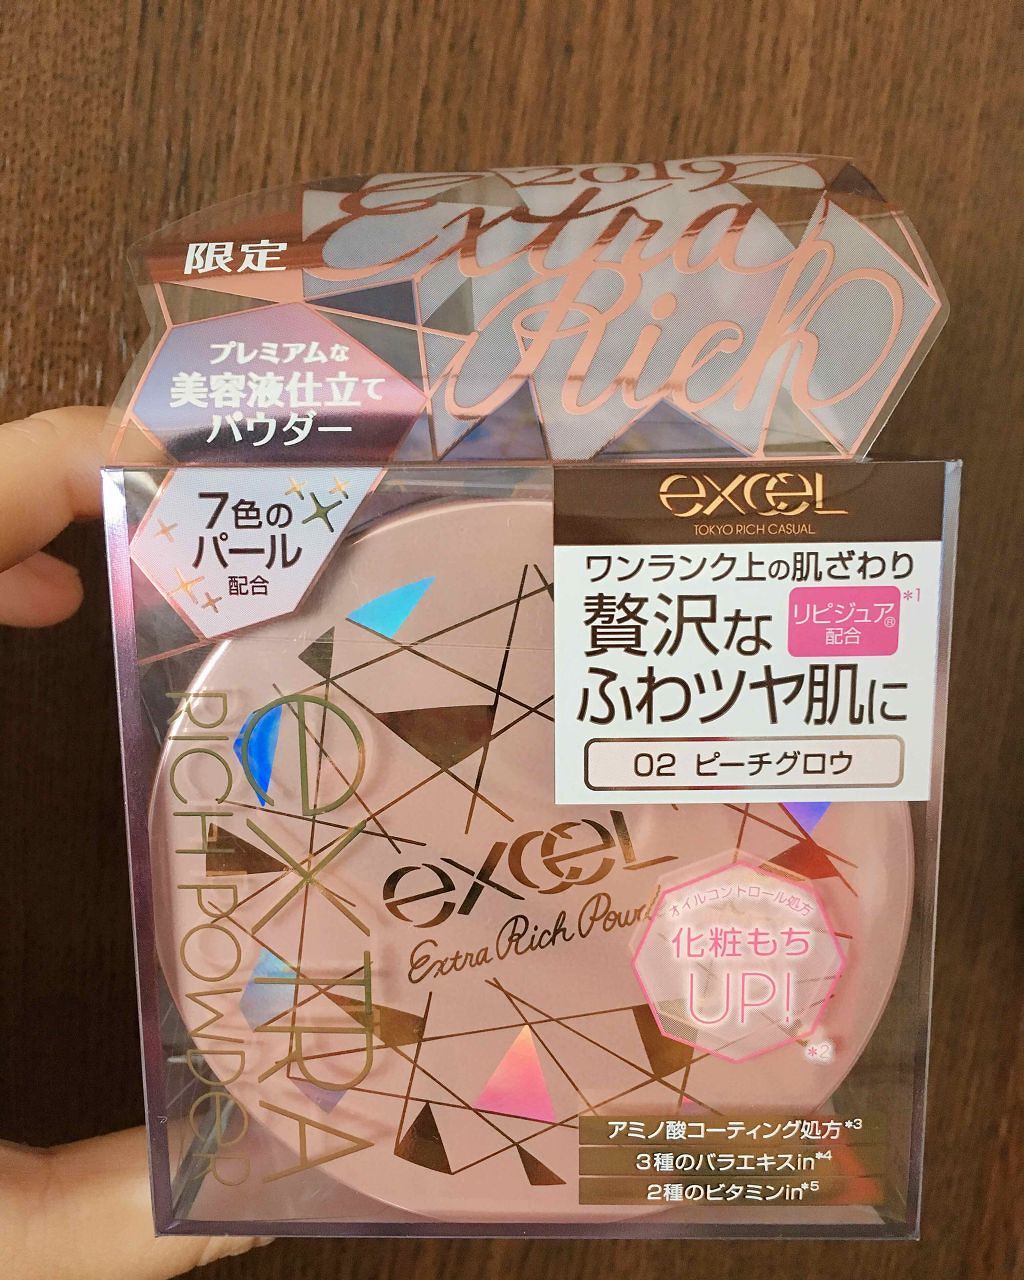 2019
Extra
Rich
限定
プレミアムな
美容液仕立て
パウダー
7色の
パール
配合
excel
TOKYO RICH CASUAL
ワンランク上の肌ざわり
贅沢な
リピジュア®
配合
*1
ふわツヤ肌に
02 ピーチグロウ
EXTRA
RICH POWDER
excel
Extra Rich Powd
オイルコントロール処方
化粧もち
UP!
*2
アミノ酸コーティング処方*3
3種のバラエキスin*4
2種のビタミンin*5